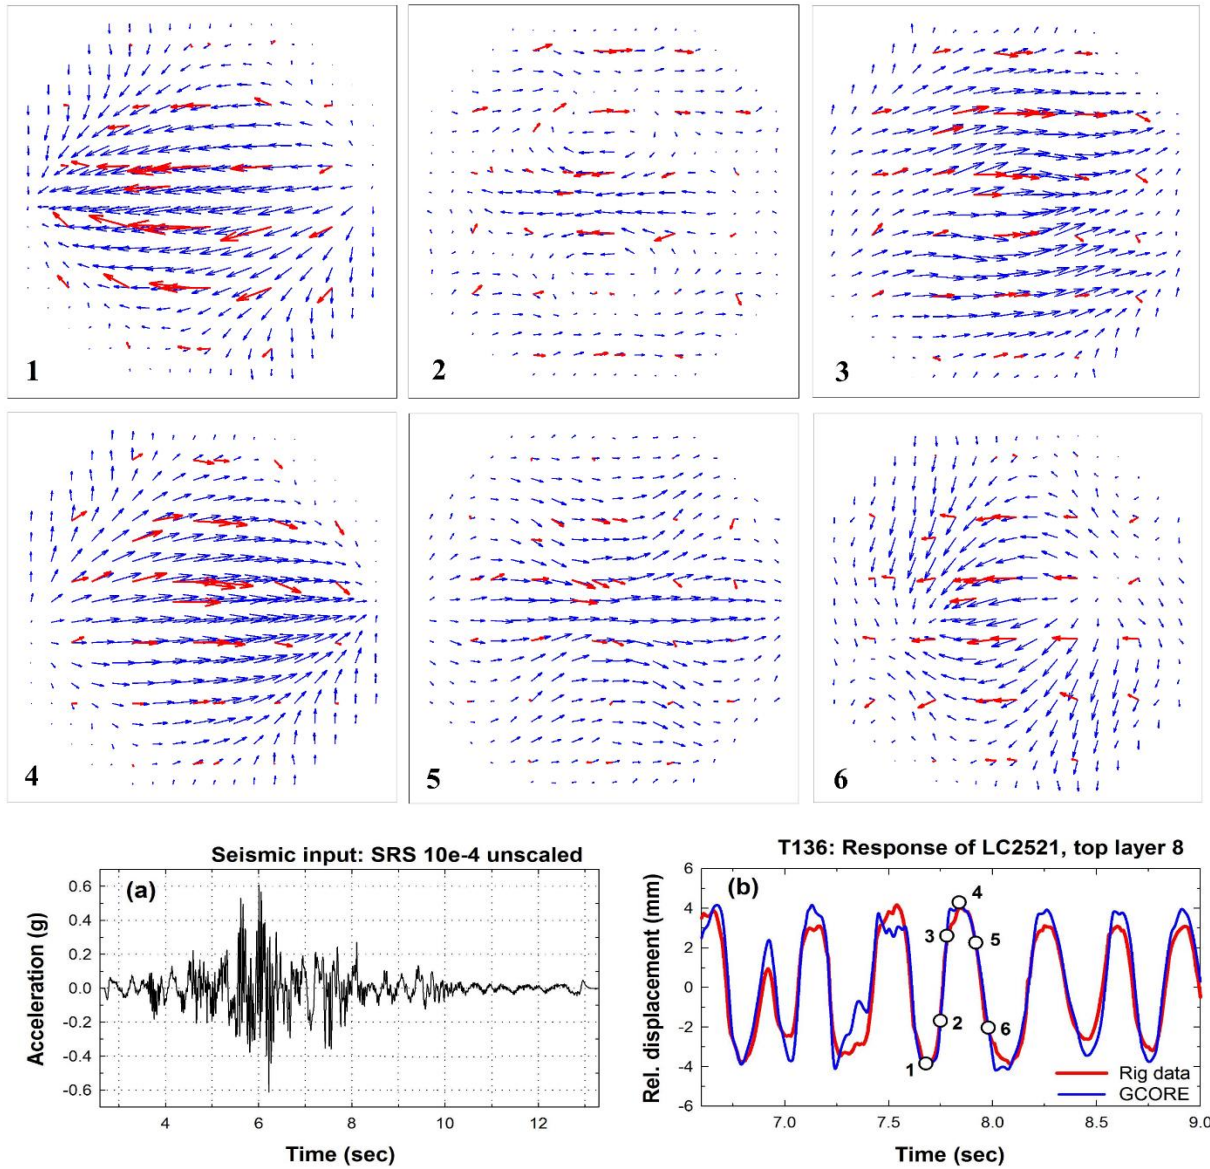 1
2
3
4
5
6
Seismic input: SRS 10e-4 unscaled
(a)
Acceleration (g)
0.6
0.4
0.2
0.0
-0.2
-0.4
-0.6
4 6 8 10 12
Time (sec)
T136: Response of LC2521, top layer 8
(b)
Rel. displacement (mm)
6
4
2
0
-2
-4
-6
4
3
5
2
6
1
Rig data
GCORE
7.0 7.5 8.0 8.5 9.0
Time (sec)